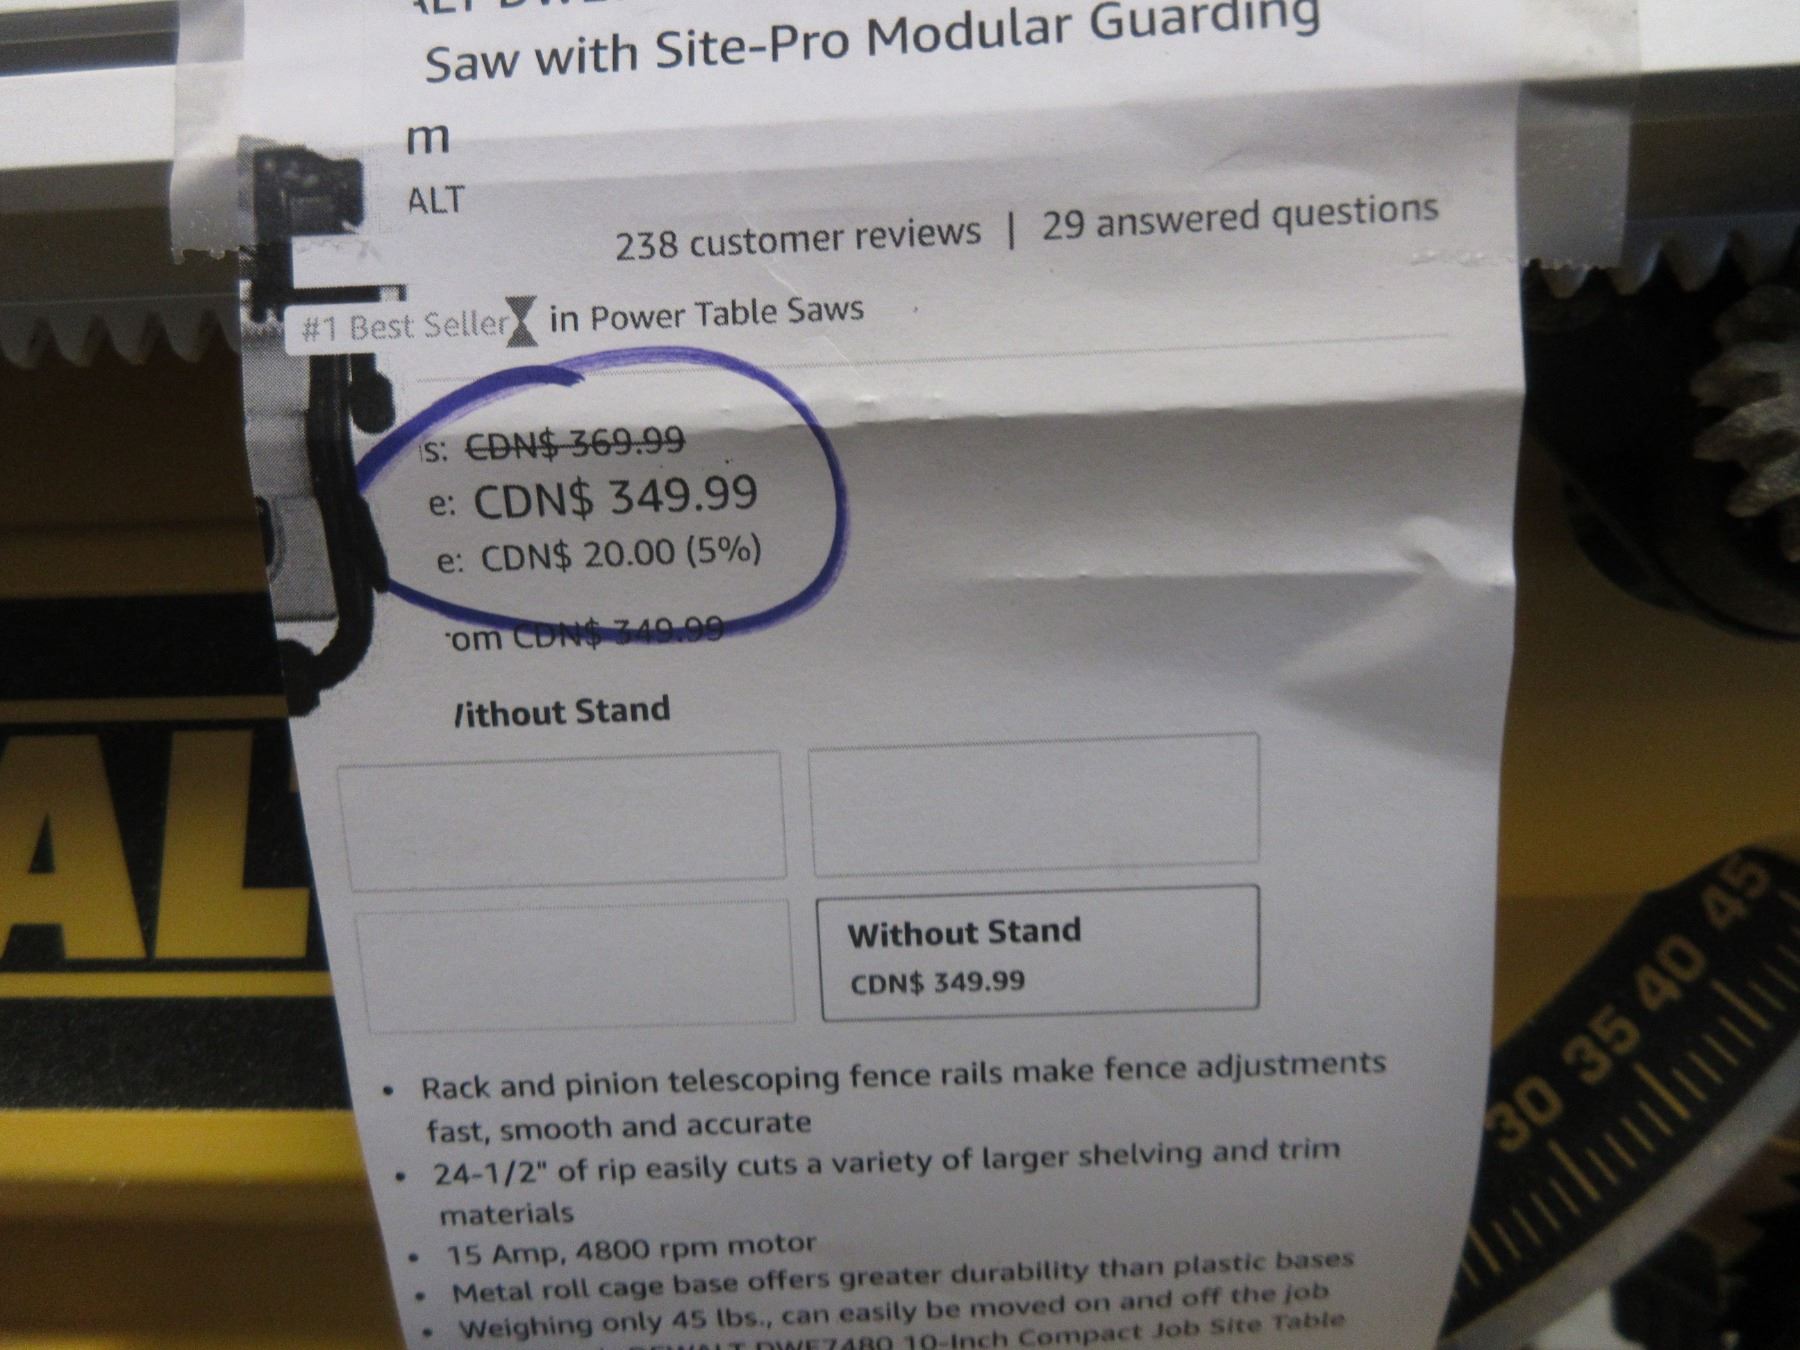 Saw with Site-Pro Modular Guarding
m
ALT
238 customer reviews | 29 answered questions
#1 Best Seller in Power Table Saws
s: CDN$ 369.99
e: CDN$ 349.99
e: CDN$ 20.00 (5%)
om CDN$ 349.99
ithout Stand
Without Stand
CDN$ 349.99
• Rack and pinion telescoping fence rails make fence adjustments
fast, smooth and accurate
• 24-1/2" of rip easily cuts a variety of larger shelving and trim
materials
• 15 Amp, 4800 rpm motor
• Metal roll cage base offers greater durability than plastic bases
• Weighing only 45 lbs., can easily be moved on and off the job
DEWALT DWE7480 10-Inch Compact Job Site Table
AL
30 35 40 45